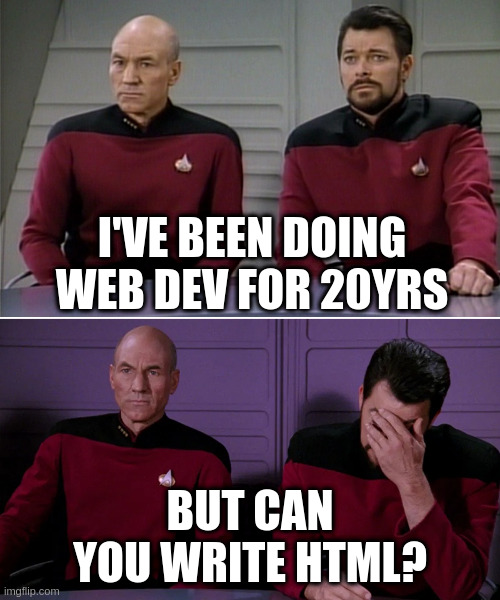 I'VE BEEN DOING
WEB DEV FOR 20YRS
BUT CAN
YOU WRITE HTML?
imgflip.com